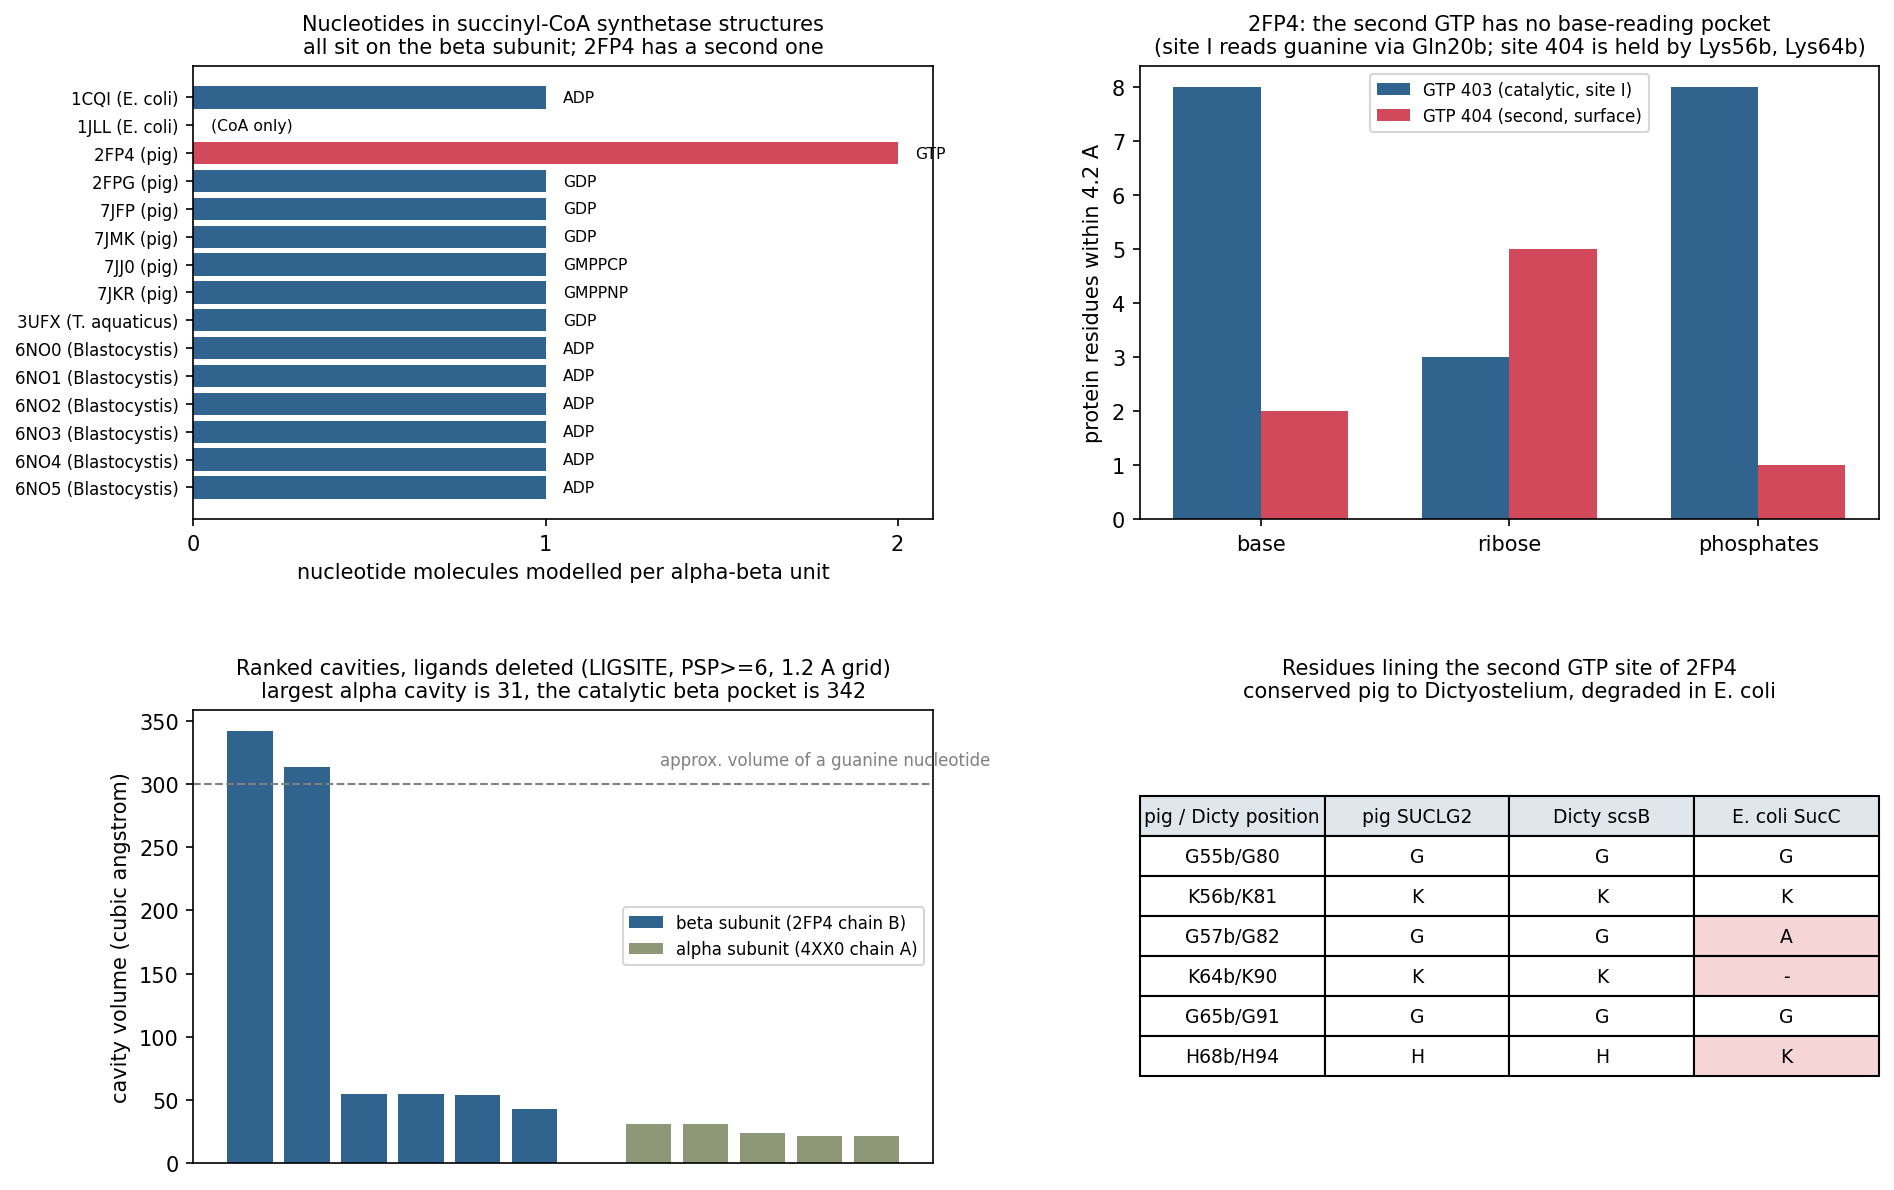 Nucleotides in succinyl-CoA synthetase structures
all sit on the beta subunit; 2FP4 has a second one
1CQI (E. coli)
ADP
1JLL (E. coli)
(CoA only)
2FP4 (pig)
GTP
2FPG (pig)
GDP
7JFP (pig)
GDP
7JMK (pig)
GDP
7JJ0 (pig)
GMPPCP
7JKR (pig)
GMPPNP
3UFX (T. aquaticus)
GDP
6NO0 (Blastocystis)
ADP
6NO1 (Blastocystis)
ADP
6NO2 (Blastocystis)
ADP
6NO3 (Blastocystis)
ADP
6NO4 (Blastocystis)
ADP
6NO5 (Blastocystis)
ADP
0 1 2
nucleotide molecules modelled per alpha-beta unit
2FP4: the second GTP has no base-reading pocket
(site I reads guanine via Gln20b; site 404 is held by Lys56b, Lys64b)
GTP 403 (catalytic, site I)
GTP 404 (second, surface)
protein residues within 4.2 A
8
7
6
5
4
3
2
1
0
base ribose phosphates
Ranked cavities, ligands deleted (LIGSITE, PSP>=6, 1.2 A grid)
largest alpha cavity is 31, the catalytic beta pocket is 342
cavity volume (cubic angstrom)
350
300
250
200
150
100
50
0
approx. volume of a guanine nucleotide
beta subunit (2FP4 chain B)
alpha subunit (4XX0 chain A)
Residues lining the second GTP site of 2FP4
conserved pig to Dictyostelium, degraded in E. coli
pig / Dicty position pig SUCLG2 Dicty scsB E. coli SucC
G55b/G80 G G G
K56b/K81 K K K
G57b/G82 G G A
K64b/K90 K K -
G65b/G91 G G G
H68b/H94 H H K